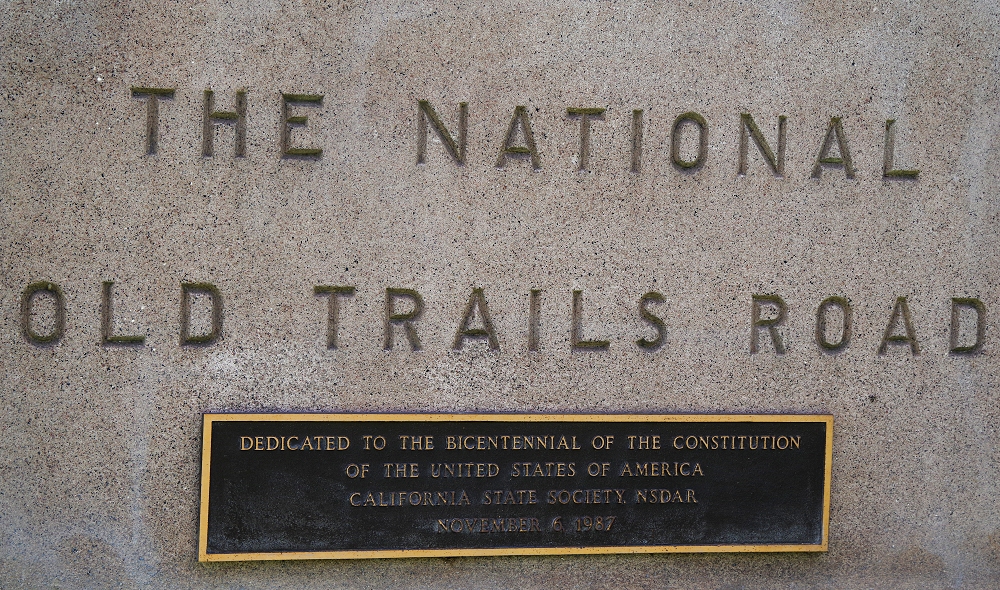 THE NATIONAL
OLD TRAILS ROAD
DEDICATED TO THE BICENTENNIAL OF THE CONSTITUTION
OF THE UNITED STATES OF AMERICA
CALIFORNIA STATE SOCIETY, NSDAR
NOVEMBER 6, 1987